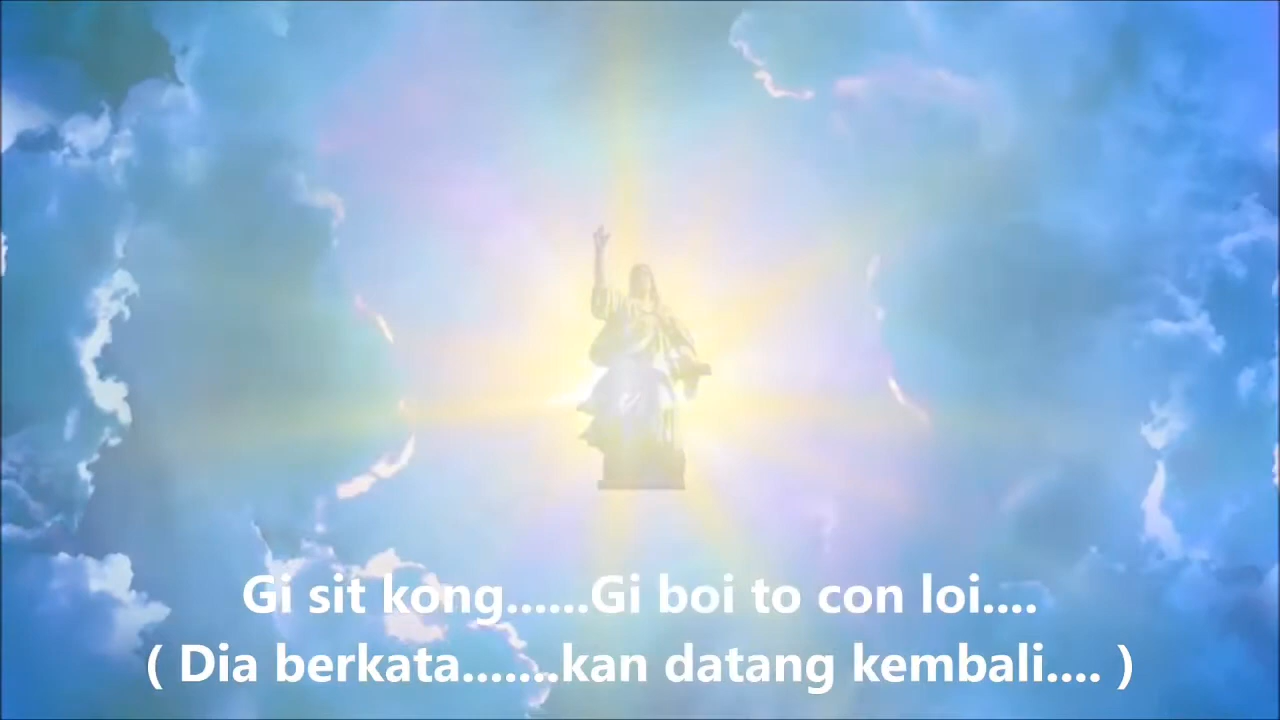 Gi sit kong......Gi boi to con loi....
( Dia berkata.......kan datang kembali.... )